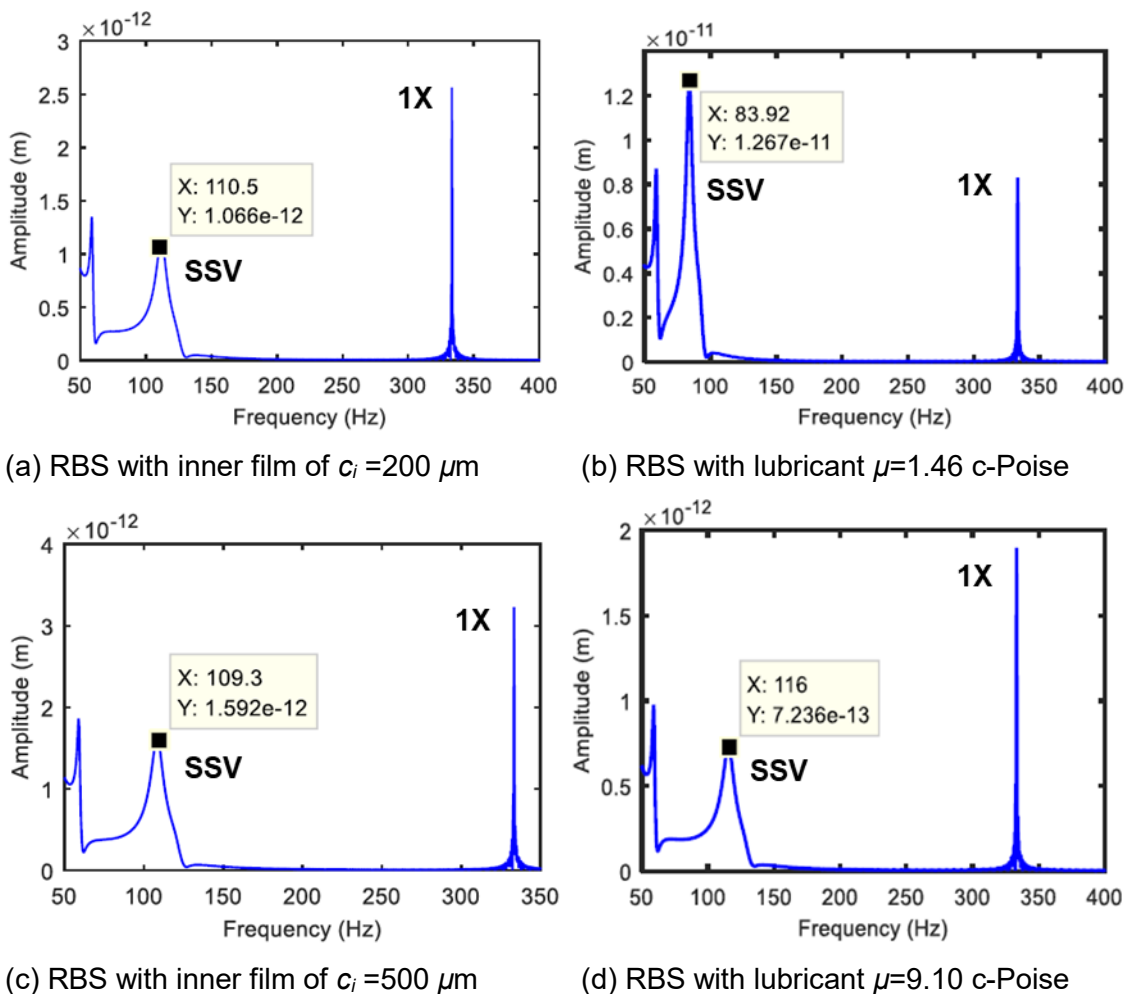 ×10-12
3
2.5
2
1.5
1
0.5
0
Amplitude (m)
1X
X: 110.5
Y: 1.066e-12
SSV
50 100 150 200 250 300 350 400
Frequency (Hz)
(a) RBS with inner film of ci =200 μm
×10-11
1.2
1
0.8
0.6
0.4
0.2
0
Amplitude (m)
X: 83.92
Y: 1.267e-11
SSV
1X
50 100 150 200 250 300 350 400
Frequency (Hz)
(b) RBS with lubricant μ=1.46 c-Poise
×10-12
4
3
2
1
0
Amplitude (m)
1X
X: 109.3
Y: 1.592e-12
SSV
50 100 150 200 250 300 350
Frequency (Hz)
(c) RBS with inner film of ci =500 μm
×10-12
2
1.5
1
0.5
0
Amplitude (m)
1X
X: 116
Y: 7.236e-13
SSV
50 100 150 200 250 300 350 400
Frequency (Hz)
(d) RBS with lubricant μ=9.10 c-Poise